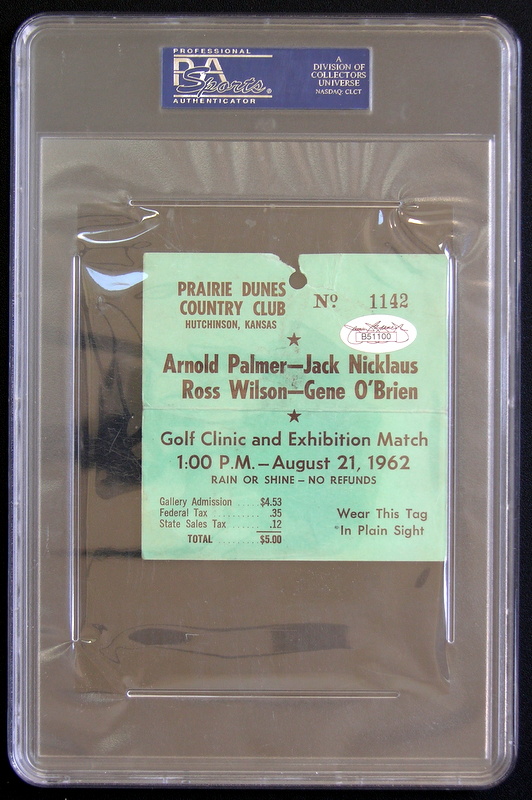 PROFESSIONAL
PSA
Sports®
AUTHENTICATOR
A
DIVISION OF
COLLECTORS
UNIVERSE
NASDAQ: CLCT
PRAIRIE DUNES
COUNTRY CLUB
HUTCHINSON, KANSAS
Nº 1142
B51100
Arnold Palmer—Jack Nicklaus
Ross Wilson—Gene O'Brien
Golf Clinic and Exhibition Match
1:00 P.M. — August 21, 1962
RAIN OR SHINE — NO REFUNDS
Gallery Admission ..... $4.53
Federal Tax .......... .35
State Sales Tax ...... .12
TOTAL ......... $5.00
Wear This Tag
In Plain Sight